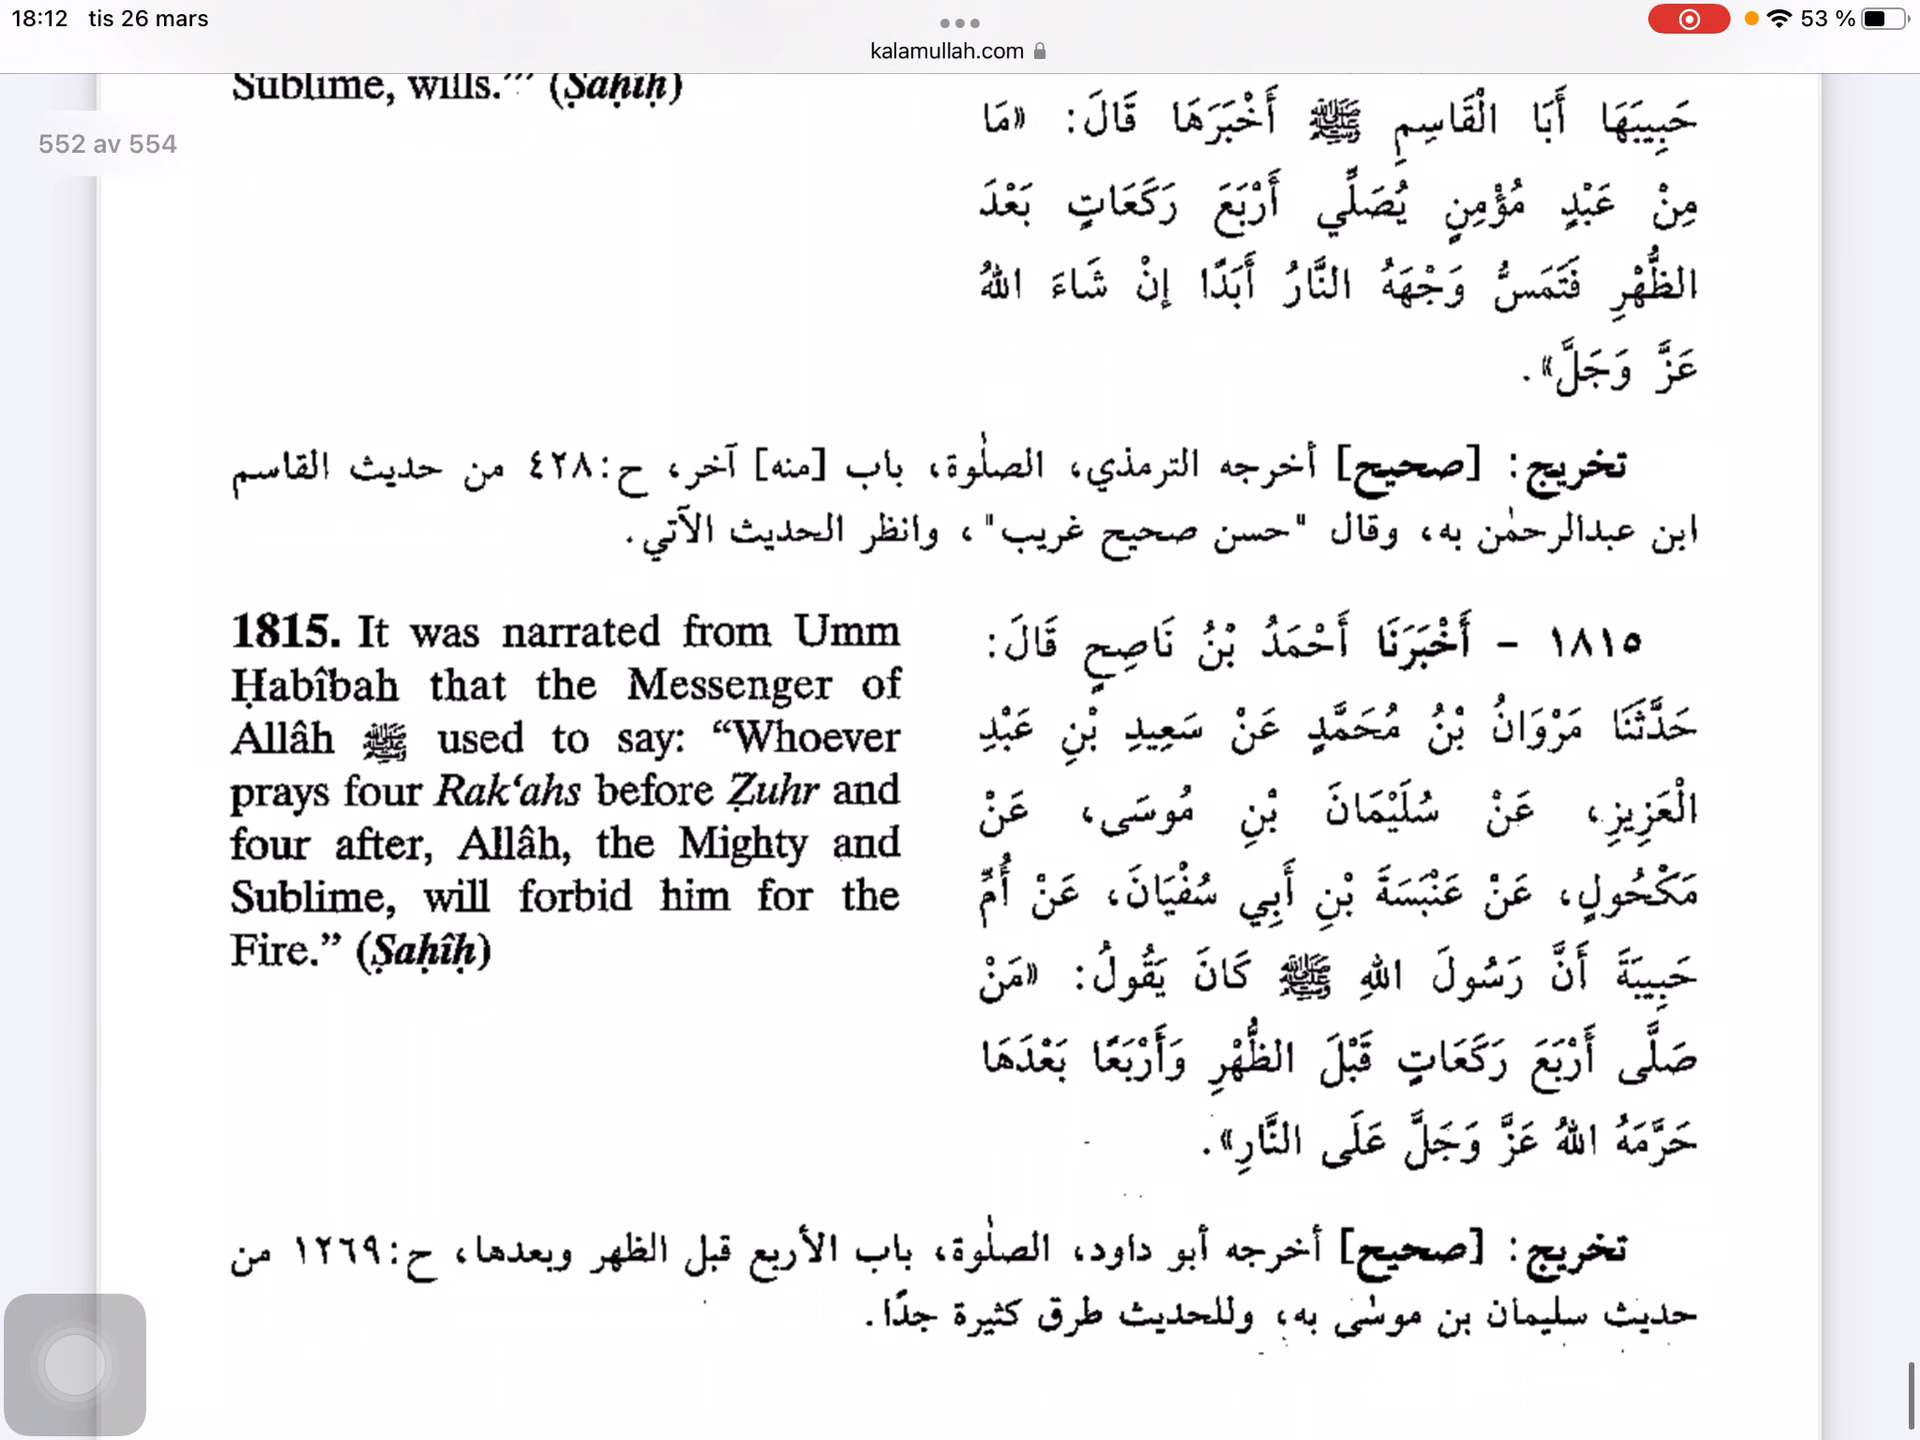 18:12 tis 26 mars
53 %
kalamullah.com
552 av 554
Sublime, wills.’” (Ṣaḥîḥ)
حَبِيبَهَا أَبَا الْقَاسِمِ ﷺ أَخْبَرَهَا قَالَ: «مَا
مِنْ عَبْدٍ مُؤْمِنٍ يُصَلِّي أَرْبَعَ رَكَعَاتٍ بَعْدَ
الظُّهْرِ فَتَمَسُّ وَجْهَهُ النَّارُ أَبَدًا إِنْ شَاءَ اللهُ
عَزَّ وَجَلَّ».
تخريج: [صحيح] أخرجه الترمذي، الصلٰوة، باب [منه] آخر، ح:٤٢٨ من حديث القاسم
ابن عبدالرحمٰن به، وقال "حسن صحيح غريب"، وانظر الحديث الآتي.
1815. It was narrated from Umm
Ḥabîbah that the Messenger of
Allâh ﷺ used to say: “Whoever
prays four Rak‘ahs before Ẓuhr and
four after, Allâh, the Mighty and
Sublime, will forbid him for the
Fire.” (Ṣaḥîḥ)
١٨١٥ - أَخْبَرَنَا أَحْمَدُ بْنُ نَاصِحٍ قَالَ:
حَدَّثَنَا مَرْوَانُ بْنُ مُحَمَّدٍ عَنْ سَعِيدِ بْنِ عَبْدِ
الْعَزِيزِ، عَنْ سُلَيْمَانَ بْنِ مُوسَى، عَنْ
مَكْحُولٍ، عَنْ عَنْبَسَةَ بْنِ أَبِي سُفْيَانَ، عَنْ أُمِّ
حَبِيبَةَ أَنَّ رَسُولَ اللهِ ﷺ كَانَ يَقُولُ: «مَنْ
صَلَّى أَرْبَعَ رَكَعَاتٍ قَبْلَ الظُّهْرِ وَأَرْبَعًا بَعْدَهَا
حَرَّمَهُ اللهُ عَزَّ وَجَلَّ عَلَى النَّارِ».
تخريج: [صحيح] أخرجه أبو داود، الصلٰوة، باب الأربع قبل الظهر وبعدها، ح:١٢٦٩ من
حديث سليمان بن موسٰى به، وللحديث طرق كثيرة جدًا.